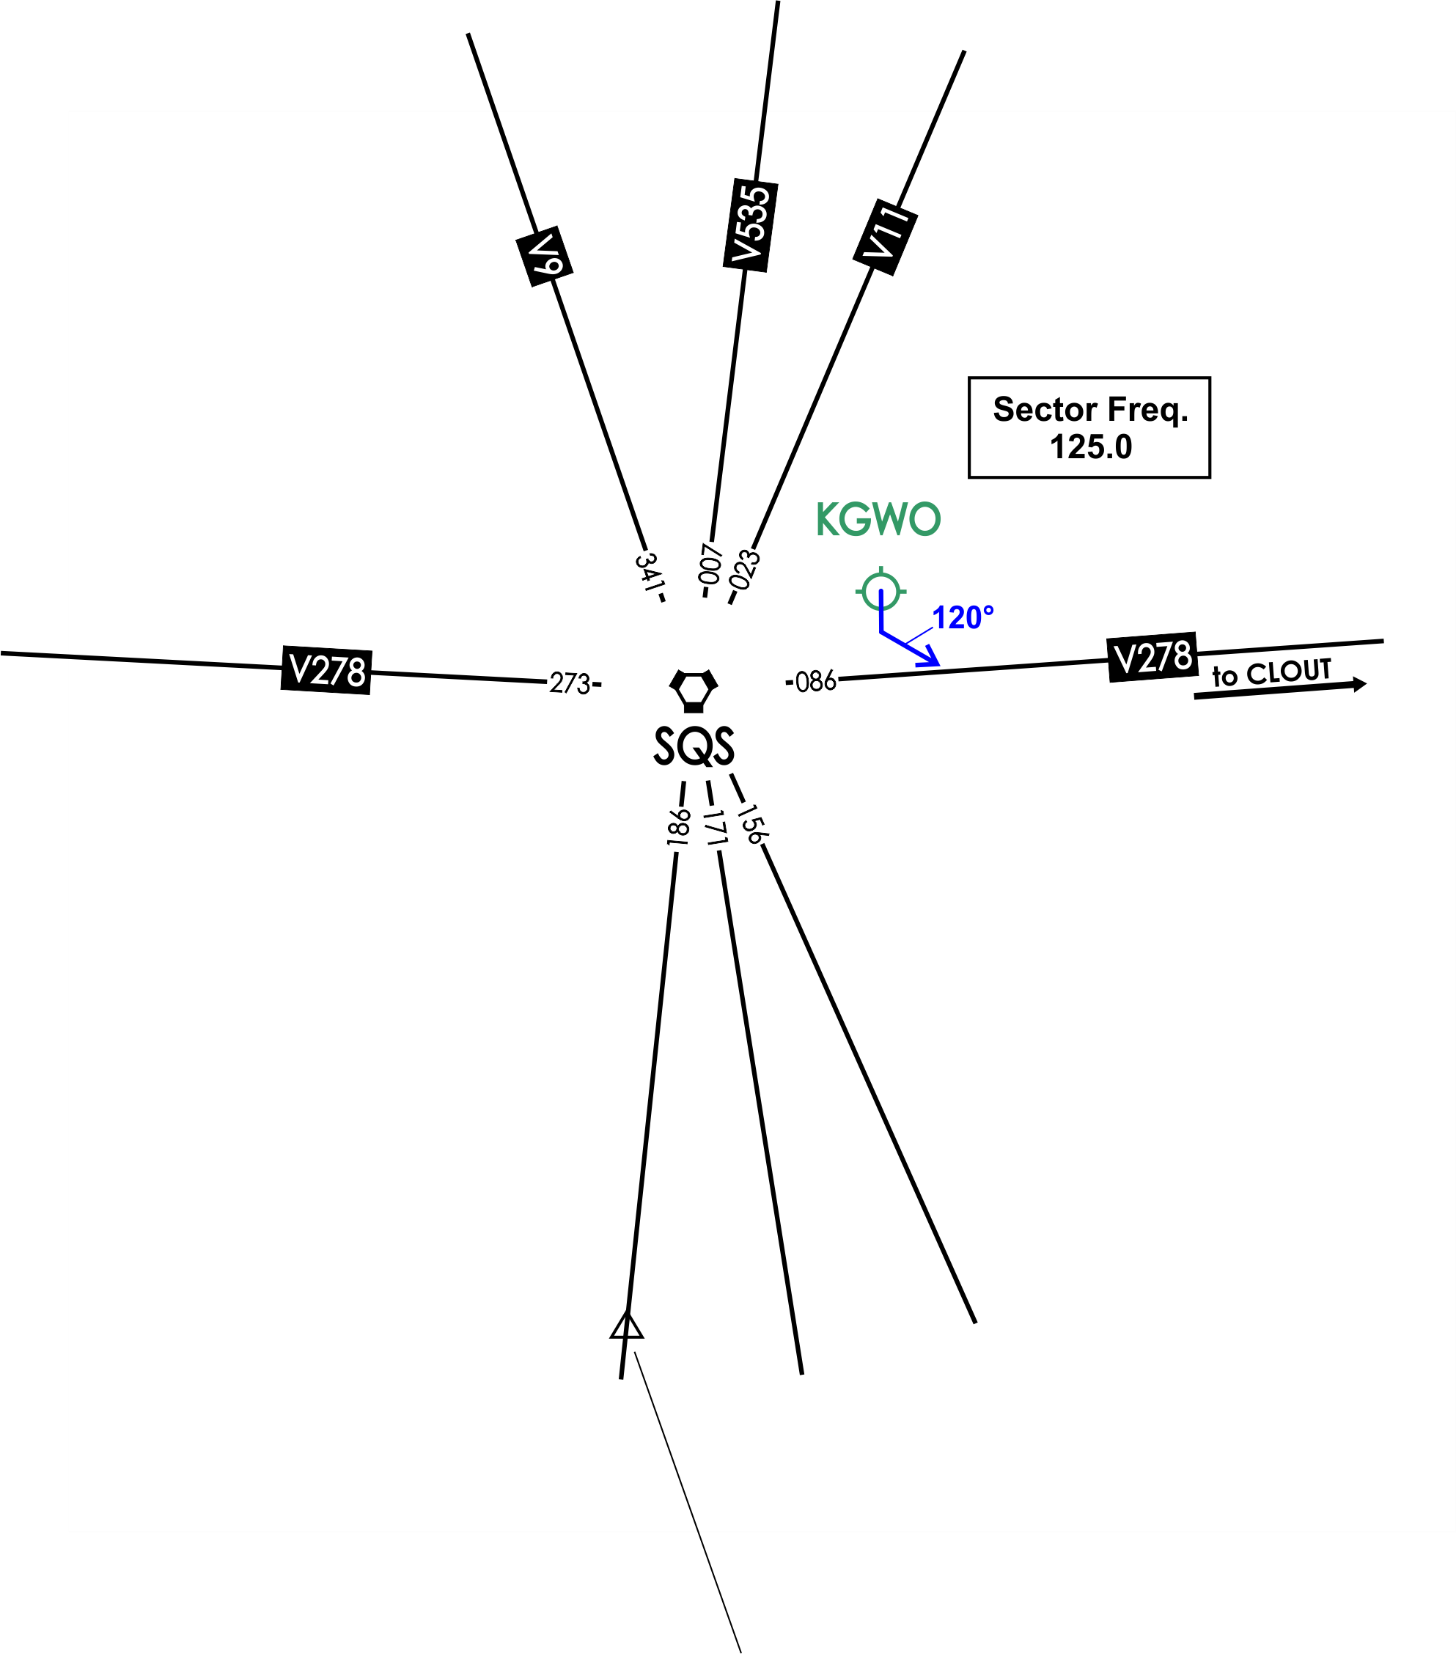 V9
V535
V11
Sector Freq.
125.0
KGWO
341
007
023
120°
V278
273
086
V278
to CLOUT
SQS
186
171
156